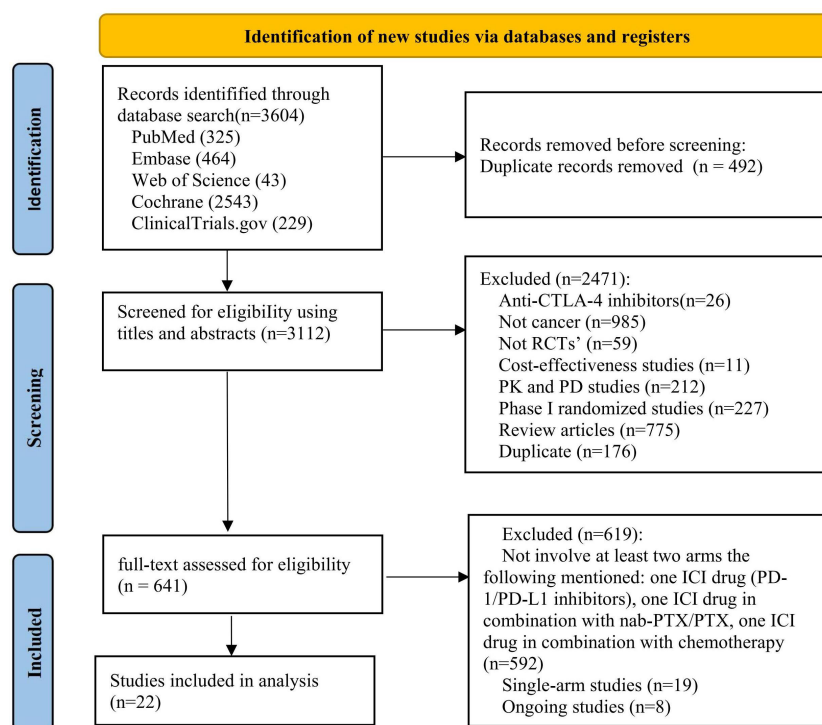 Identification of new studies via databases and registers
Identification
Records identifified through
database search(n=3604)
PubMed (325)
Embase (464)
Web of Science (43)
Cochrane (2543)
ClinicalTrials.gov (229)
Records removed before screening:
Duplicate records removed (n = 492)
Screening
Screened for eIigibiIity using
titles and abstracts (n=3112)
Excluded (n=2471):
Anti-CTLA-4 inhibitors(n=26)
Not cancer(n=985)
Not RCTs’ (n=59)
Cost-effectiveness studies (n=11)
PK and PD studies (n=212)
Phase I randomized studies (n=227)
Review articles (n=775)
Duplicate (n=176)
Included
full-text assessed for eligibility
(n = 641)
Excluded (n=619):
Not involve at least two arms the
following mentioned: one ICI drug (PD-
1/PD-L1 inhibitors), one ICI drug in
combination with nab-PTX/PTX, one ICI
drug in combination with chemotherapy
(n=592)
Single-arm studies (n=19)
Ongoing studies (n=8)
Studies included in analysis
(n=22)